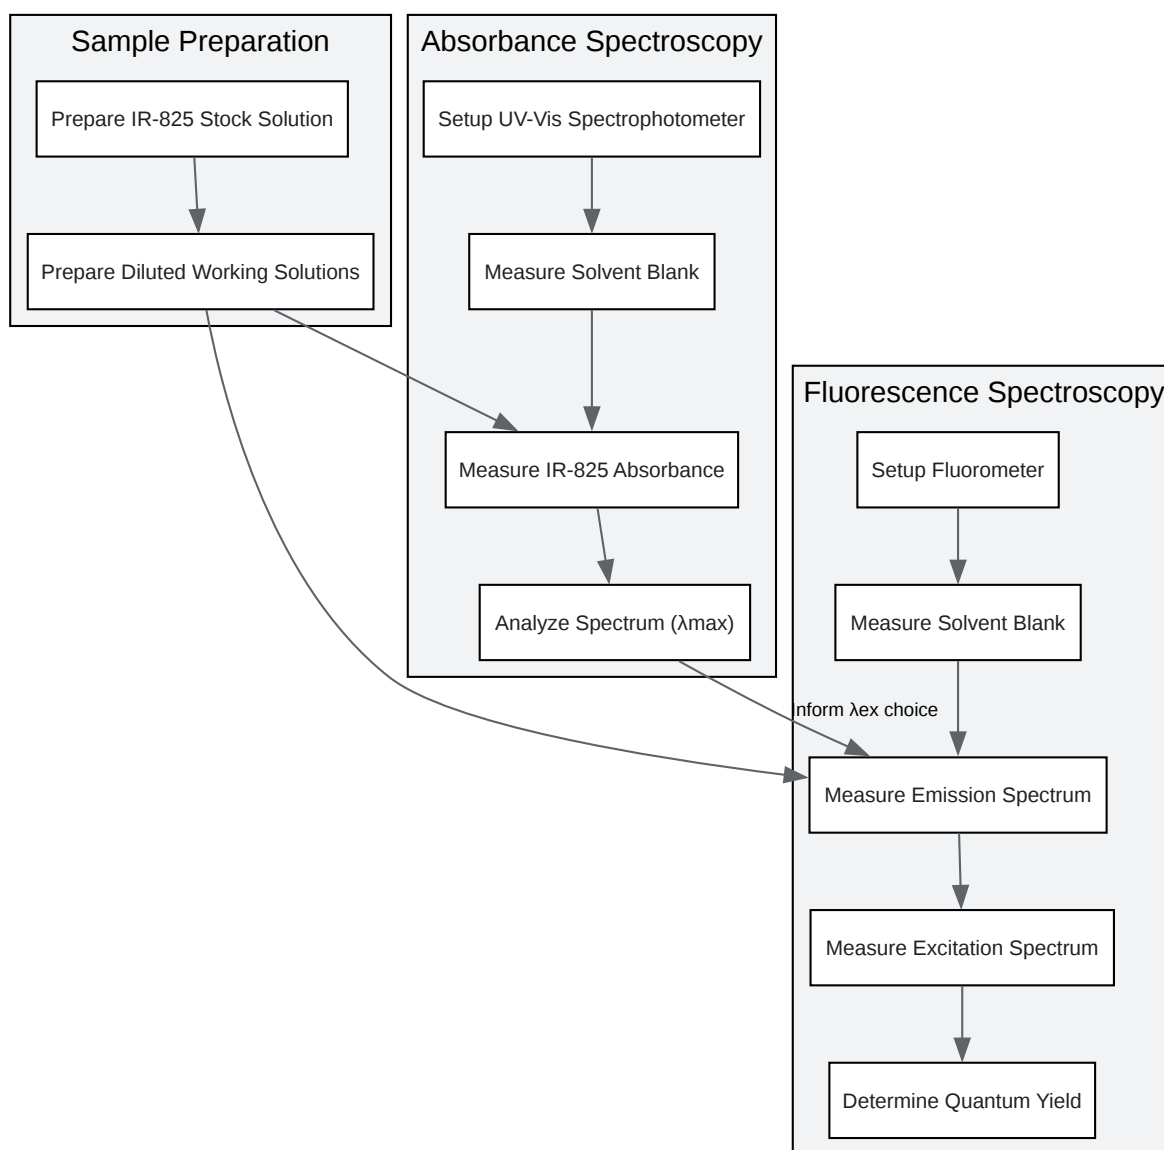 Sample Preparation
Prepare IR-825 Stock Solution
Prepare Diluted Working Solutions
Absorbance Spectroscopy
Setup UV-Vis Spectrophotometer
Measure Solvent Blank
Measure IR-825 Absorbance
Analyze Spectrum (λmax)
Inform λex choice
Fluorescence Spectroscopy
Setup Fluorometer
Measure Solvent Blank
Measure Emission Spectrum
Measure Excitation Spectrum
Determine Quantum Yield